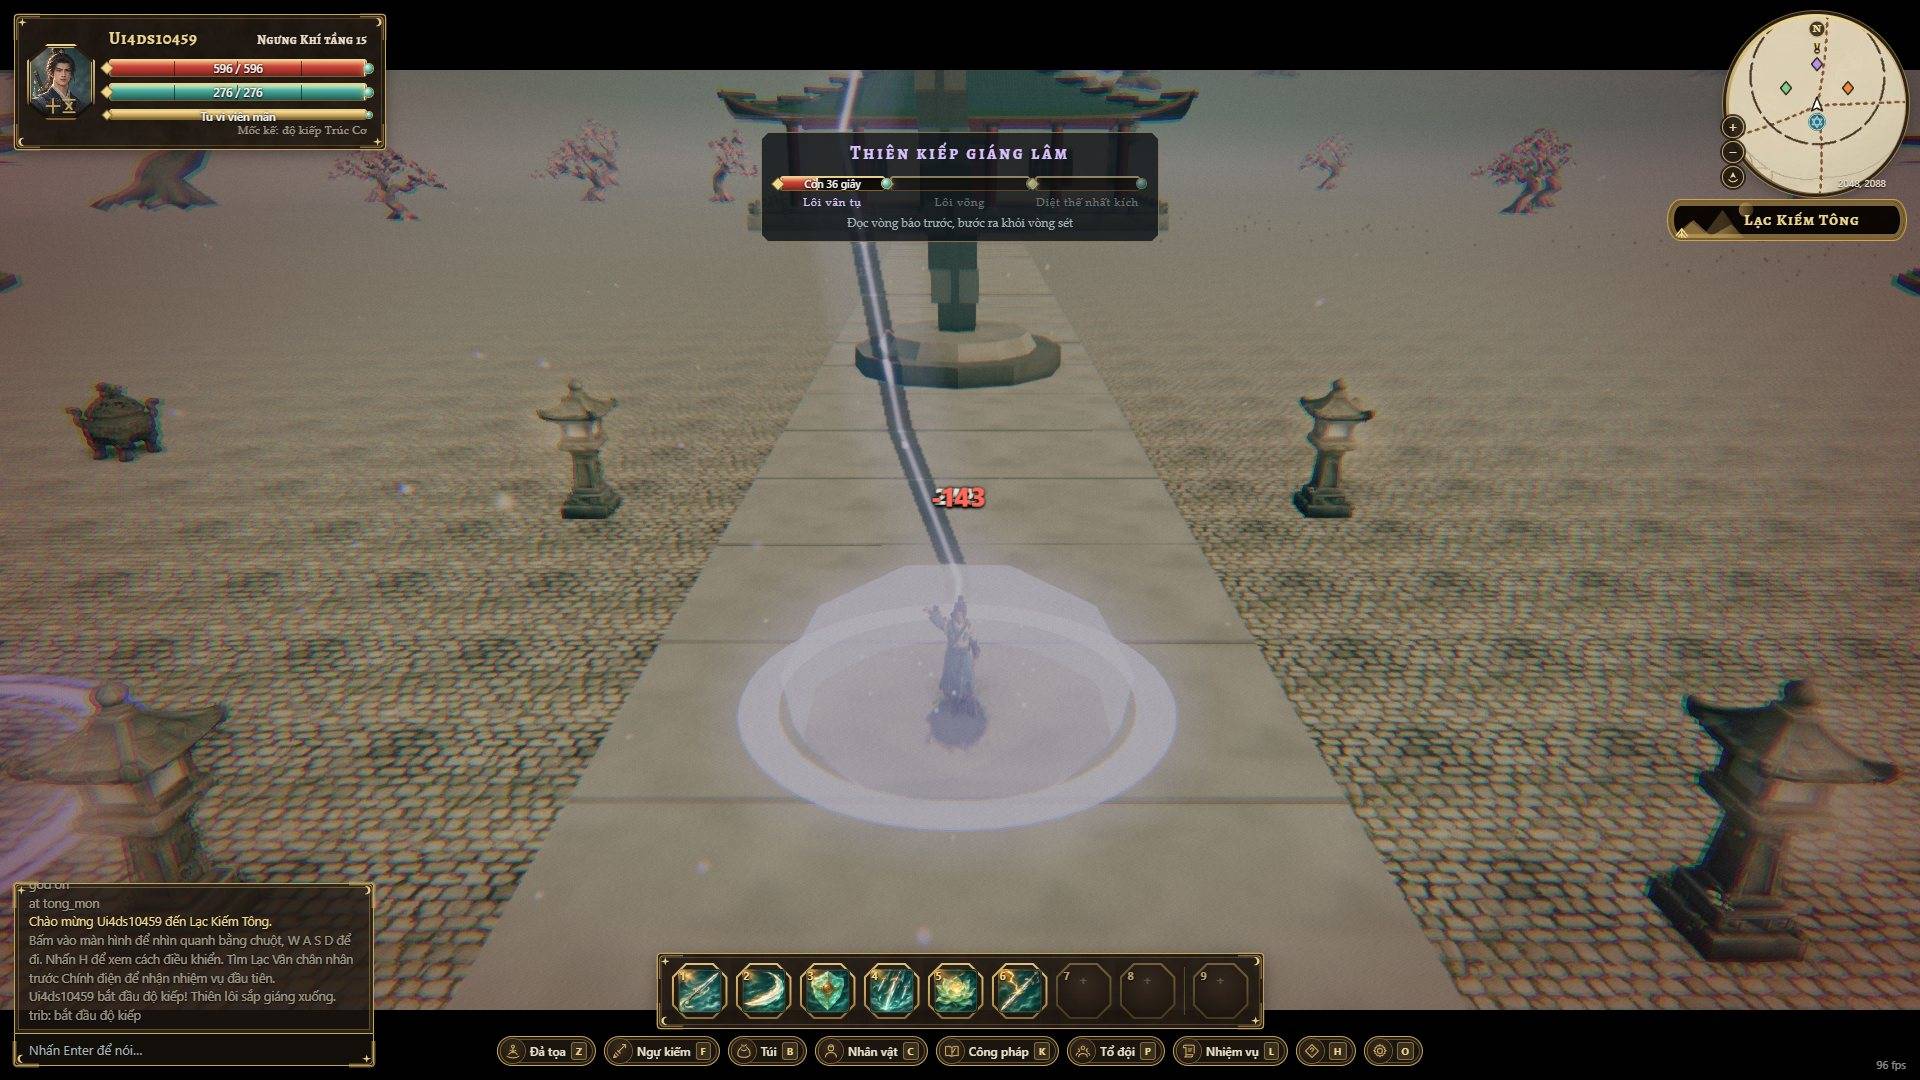 Ui4ds10459
Ngưng Khí tầng 15
596 / 596
276 / 276
Tu vi viên mãn
Mốc kế: độ kiếp Trúc Cơ
Thiên kiếp giáng lâm
Còn 36 giây
Lôi vân tụ
Lôi võng
Diệt thế nhất kích
Đọc vòng báo trước, bước ra khỏi vòng sét
N
+
−
2048, 2088
Lạc Kiếm Tông
-143
god on
at tong_mon
Chào mừng Ui4ds10459 đến Lạc Kiếm Tông.
Bấm vào màn hình để nhìn quanh bằng chuột, W A S D để
đi. Nhấn H để xem cách điều khiển. Tìm Lạc Vân chân nhân
trước Chính điện để nhận nhiệm vụ đầu tiên.
Ui4ds10459 bắt đầu độ kiếp! Thiên lôi sắp giáng xuống.
trib: bắt đầu độ kiếp
Nhấn Enter để nói...
1 2 3 4 5 6 7 8 9
Đả tọa Z
Ngự kiếm F
Túi B
Nhân vật C
Công pháp K
Tổ đội P
Nhiệm vụ L
H
O
96 fps